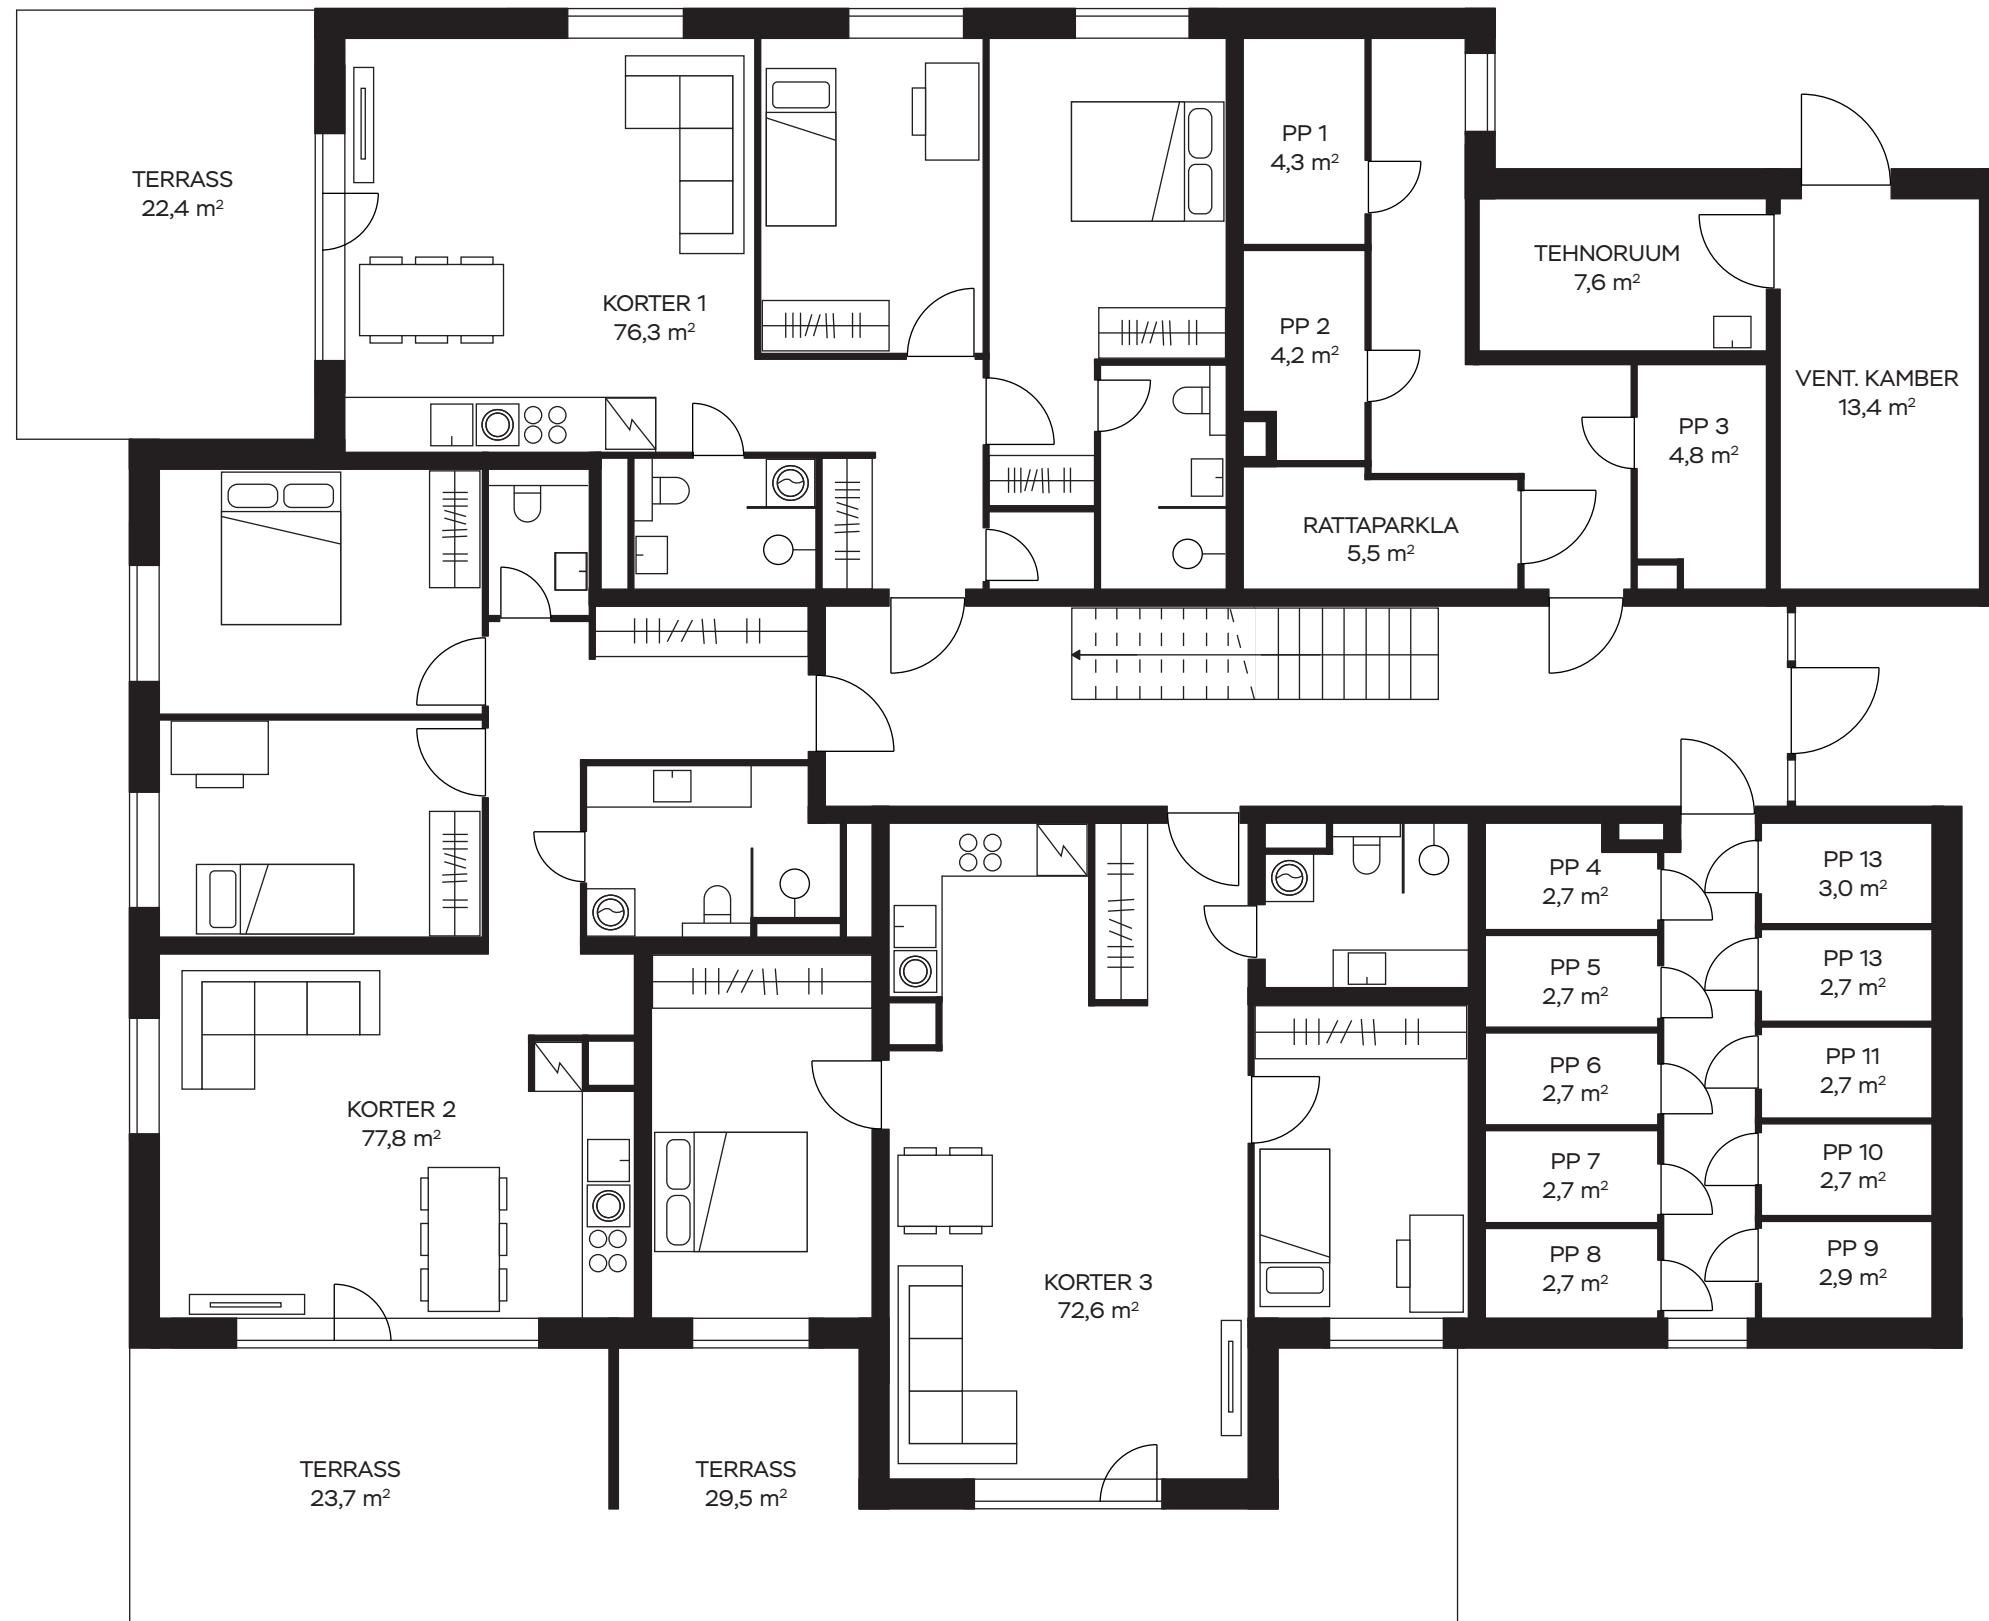 TERRASS
22,4 m²
KORTER 1
76,3 m²
PP 1
4,3 m²
PP 2
4,2 m²
TEHNORUUM
7,6 m²
VENT. KAMBER
13,4 m²
PP 3
4,8 m²
RATTAPARKLA
5,5 m²
PP 4
2,7 m²
PP 13
3,0 m²
PP 5
2,7 m²
PP 13
2,7 m²
PP 6
2,7 m²
PP 11
2,7 m²
PP 7
2,7 m²
PP 10
2,7 m²
PP 8
2,7 m²
PP 9
2,9 m²
KORTER 2
77,8 m²
KORTER 3
72,6 m²
TERRASS
23,7 m²
TERRASS
29,5 m²